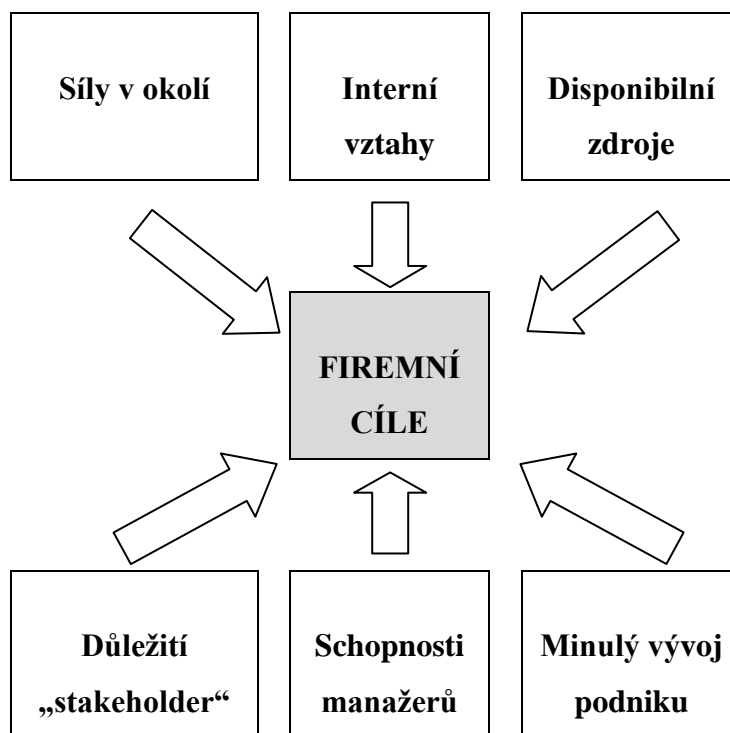 Síly v okolí
Interní
vztahy
Disponibilní
zdroje
FIREMNÍ
CÍLE
Důležití
„stakeholder“
Schopnosti
manažerů
Minulý vývoj
podniku